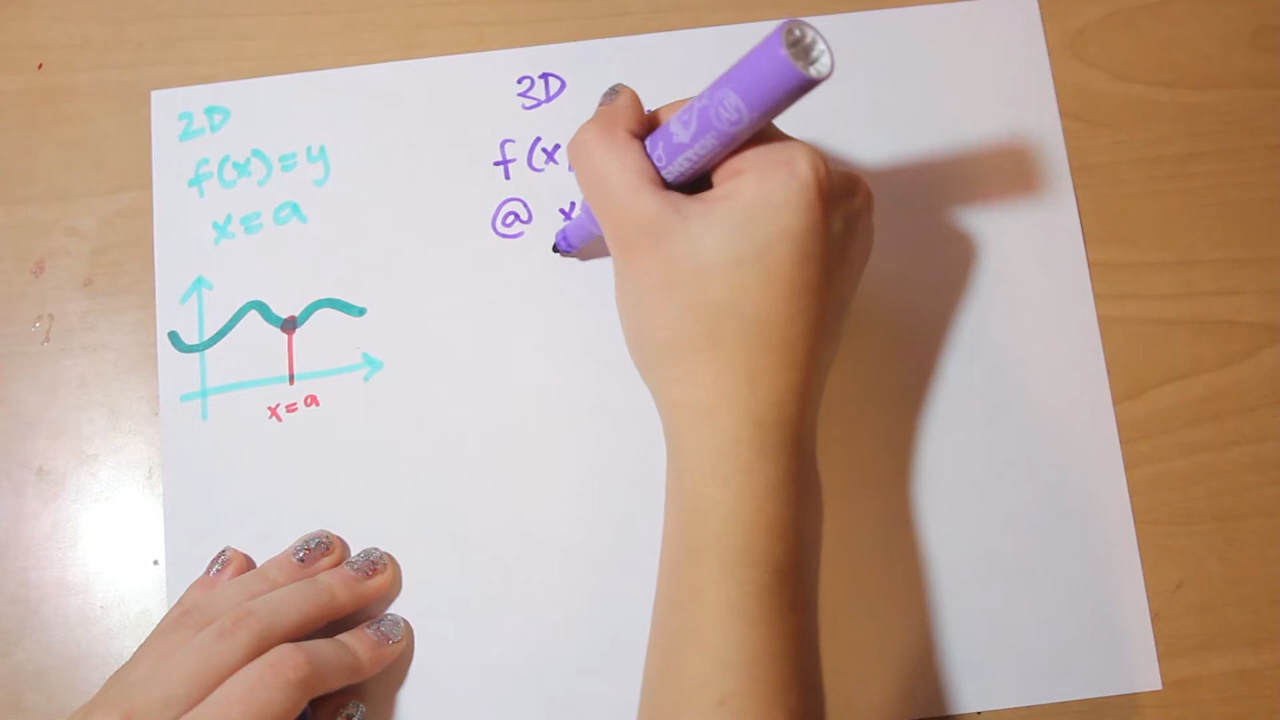 2D
f(x)=y
x=a
x=a
3D
f(x
@ x